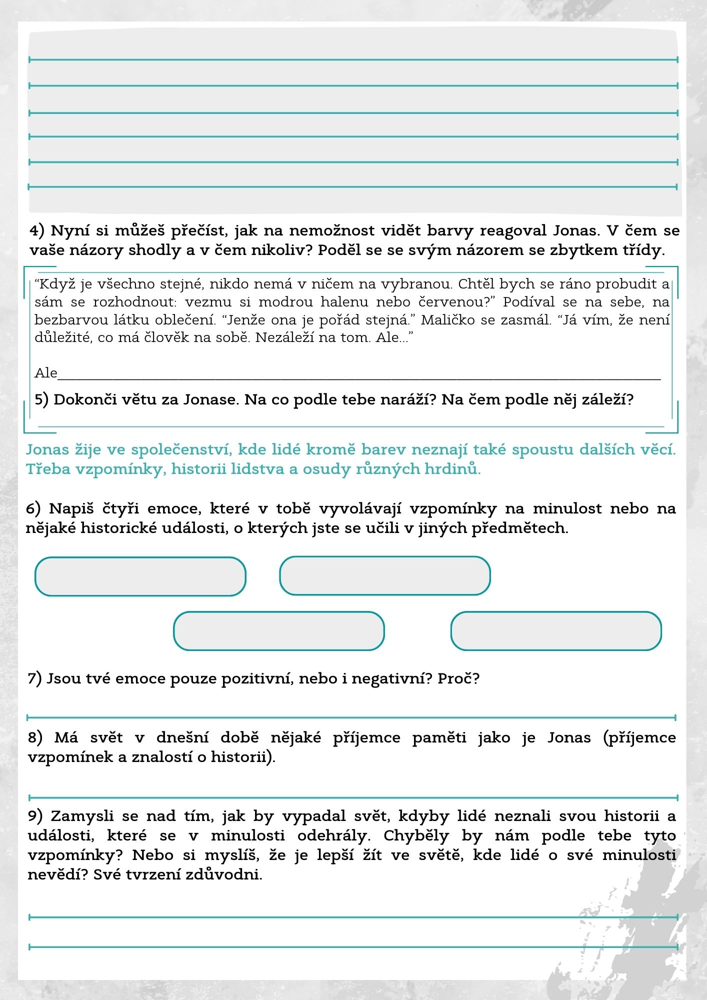 4) Nyní si můžeš přečíst, jak na nemožnost vidět barvy reagoval Jonas. V čem se
vaše názory shodly a v čem nikoliv? Poděl se se svým názorem se zbytkem třídy.
“Když je všechno stejné, nikdo nemá v ničem na vybranou. Chtěl bych se ráno probudit a
sám se rozhodnout: vezmu si modrou halenu nebo červenou?” Podíval se na sebe, na
bezbarvou látku oblečení. “Jenže ona je pořád stejná.” Maličko se zasmál. “Já vím, že není
důležité, co má člověk na sobě. Nezáleží na tom. Ale...”
Ale______________________________________________________________________
5) Dokonči větu za Jonase. Na co podle tebe naráží? Na čem podle něj záleží?
Jonas žije ve společenství, kde lidé kromě barev neznají také spoustu dalších věcí.
Třeba vzpomínky, historii lidstva a osudy různých hrdinů.
6) Napiš čtyři emoce, které v tobě vyvolávají vzpomínky na minulost nebo na
nějaké historické události, o kterých jste se učili v jiných předmětech.
7) Jsou tvé emoce pouze pozitivní, nebo i negativní? Proč?
8) Má svět v dnešní době nějaké příjemce paměti jako je Jonas (příjemce
vzpomínek a znalostí o historii).
9) Zamysli se nad tím, jak by vypadal svět, kdyby lidé neznali svou historii a
události, které se v minulosti odehrály. Chyběly by nám podle tebe tyto
vzpomínky? Nebo si myslíš, že je lepší žít ve světě, kde lidé o své minulosti
nevědí? Své tvrzení zdůvodni.